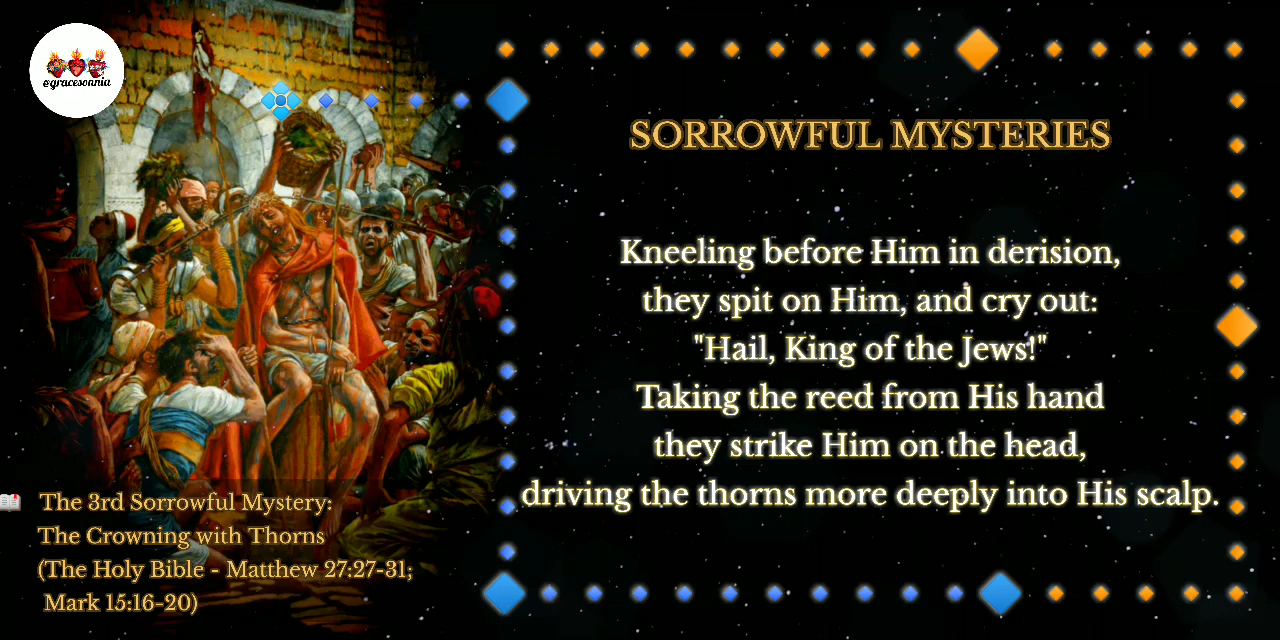 @gracesonnia
SORROWFUL MYSTERIES
Kneeling before Him in derision,
they spit on Him, and cry out:
"Hail, King of the Jews!"
Taking the reed from His hand
they strike Him on the head,
driving the thorns more deeply into His scalp.
The 3rd Sorrowful Mystery:
The Crowning with Thorns
(The Holy Bible - Matthew 27:27-31;
Mark 15:16-20)